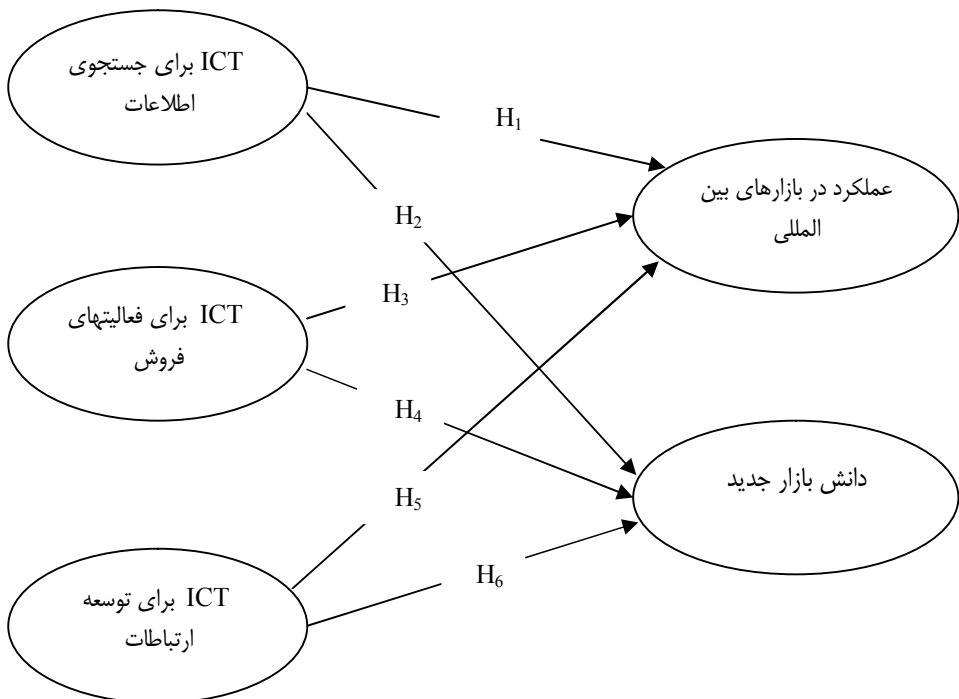 ICT برای جستجوی
اطلاعات
H₁
عملکرد در بازارهای بین
المللی
H₂
H₃
ICT برای فعالیتهای
فروش
H₄
دانش بازار جدید
H₅
H₆
ICT برای توسعه
ارتباطات